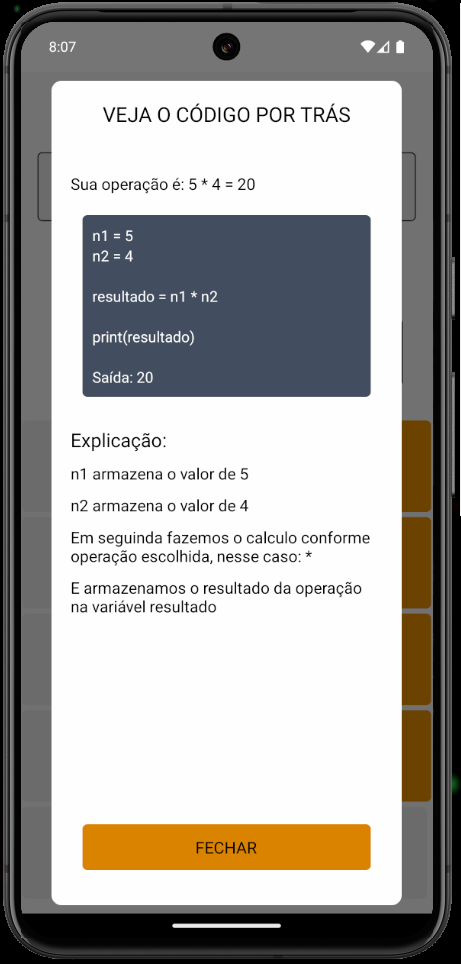 8:07
VEJA O CÓDIGO POR TRÁS
Sua operação é: 5 * 4 = 20
n1 = 5
n2 = 4
resultado = n1 * n2
print(resultado)
Saída: 20
Explicação:
n1 armazena o valor de 5
n2 armazena o valor de 4
Em seguinda fazemos o calculo conforme
operação escolhida, nesse caso: *
E armazenamos o resultado da operação
na variável resultado
FECHAR